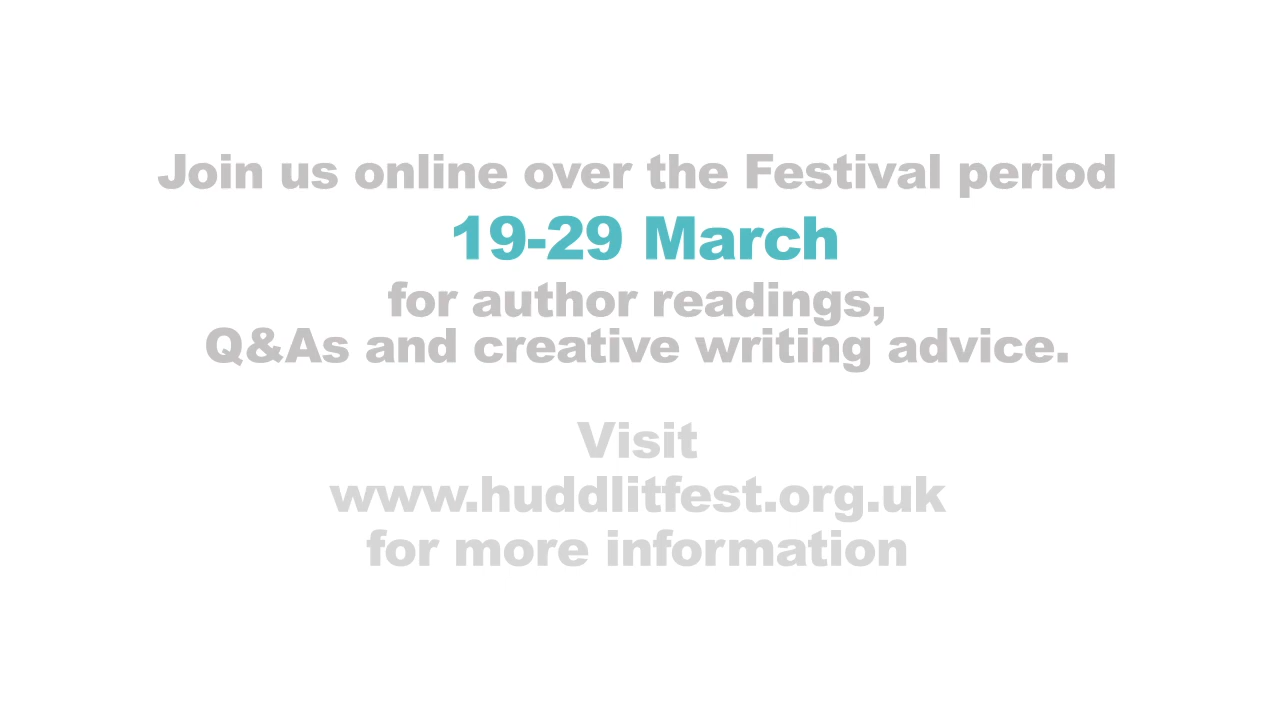 Join us online over the Festival period
19-29 March
for author readings,
Q&As and creative writing advice.
Visit
www.huddlitfest.org.uk
for more information